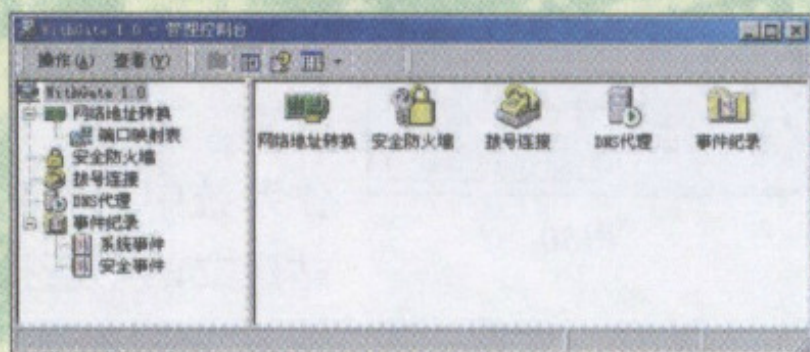 WithGate 1.0 - 管理控制台
操作(A) 查看(V)
WithGate 1.0
网络地址转换
端口映射表
安全防火墙
拨号连接
DNS代理
事件纪录
系统事件
安全事件
网络地址转换 安全防火墙 拨号连接 DNS代理 事件纪录